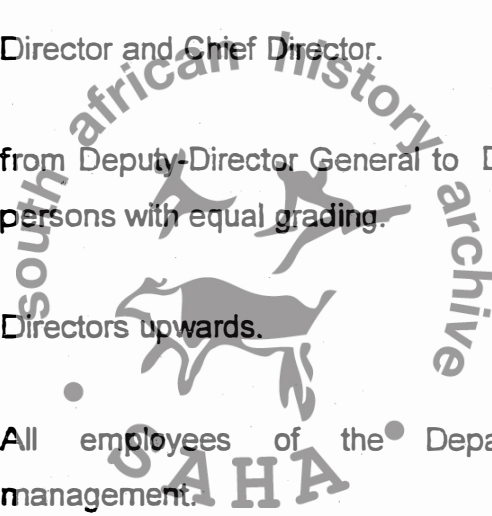 Director and Chief Director.
from Deputy-Director General to D
persons with equal grading.
Directors upwards.
All employees of the Depa
management.
south african history archive
SAHA